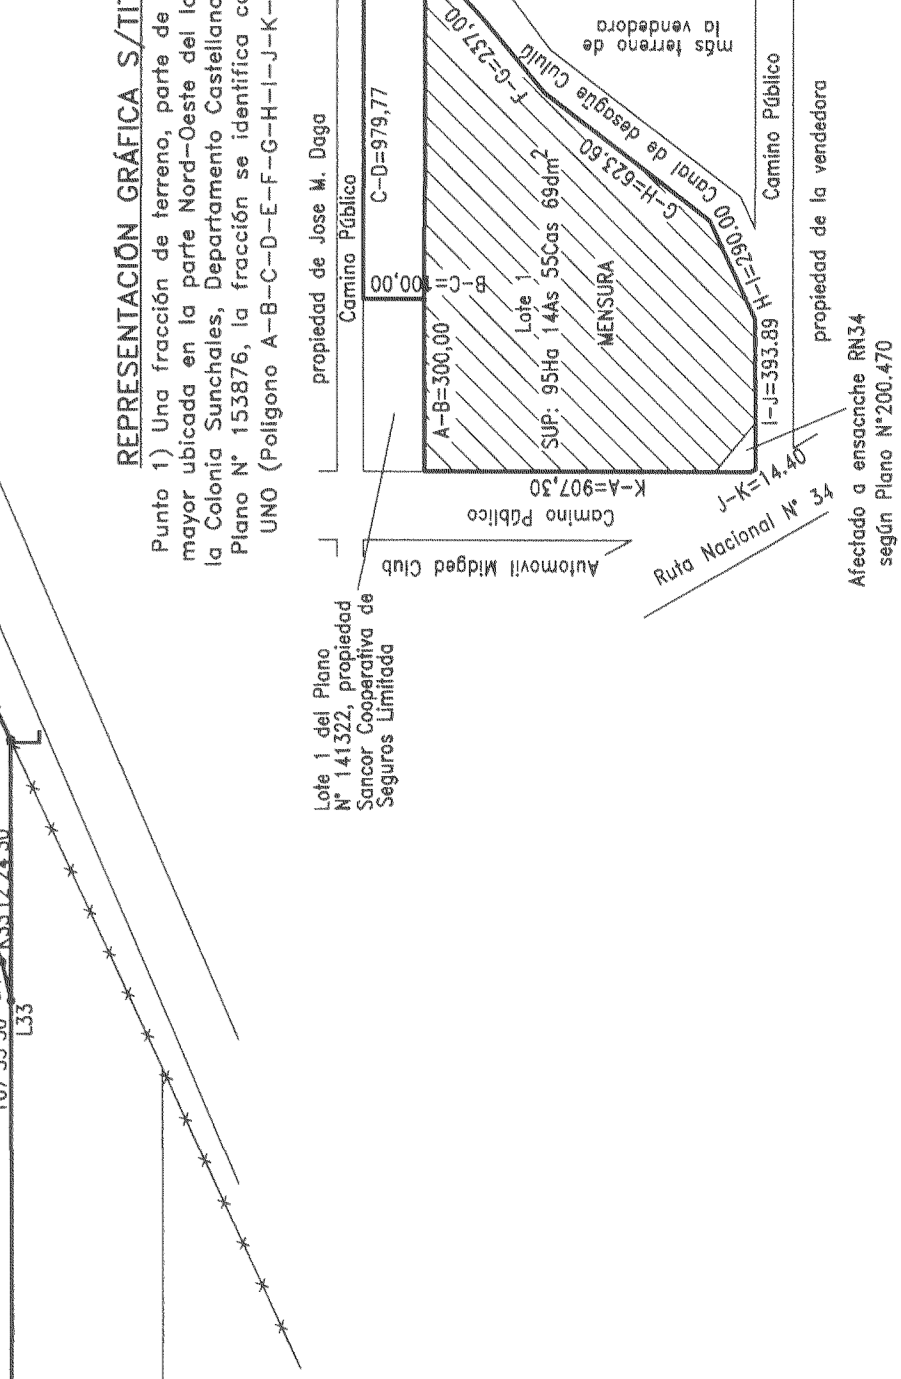 REPRESENTACIÓN GRÁFICA S/TIT
Punto 1) Una fracción de terreno, parte de
mayor ubicada en la parte Nord-Oeste del lo
la Colonia Sunchales, Departamento Castellano
Plano N° 153876, la fracción se identifica co
UNO (Poligono A-B-C-D-E-F-G-H-I-J-K-
propiedad de Jose M. Daga
Camino Público
C-D=979,77
B-C=100,00
A-B=300,00
F-G=237,00
G-H=623,60
Canal de desagüe Cululú
más terreno de
la vendedora
Lote 1
SUP: 95Ha 14As 55Cas 69dm²
MENSURA
H-I=290.00
I-J=393.89
Camino Público
propiedad de la vendedora
K-A=907,30
Camino Público
J-K=14.40
Ruta Nacional N° 34
Automovil Midged Club
Afectado a ensacnche RN34
según Plano N°200.470
Lote 1 del Plano
N° 141322, propiedad
Sancor Cooperativa de
Seguros Limitada
L
L33